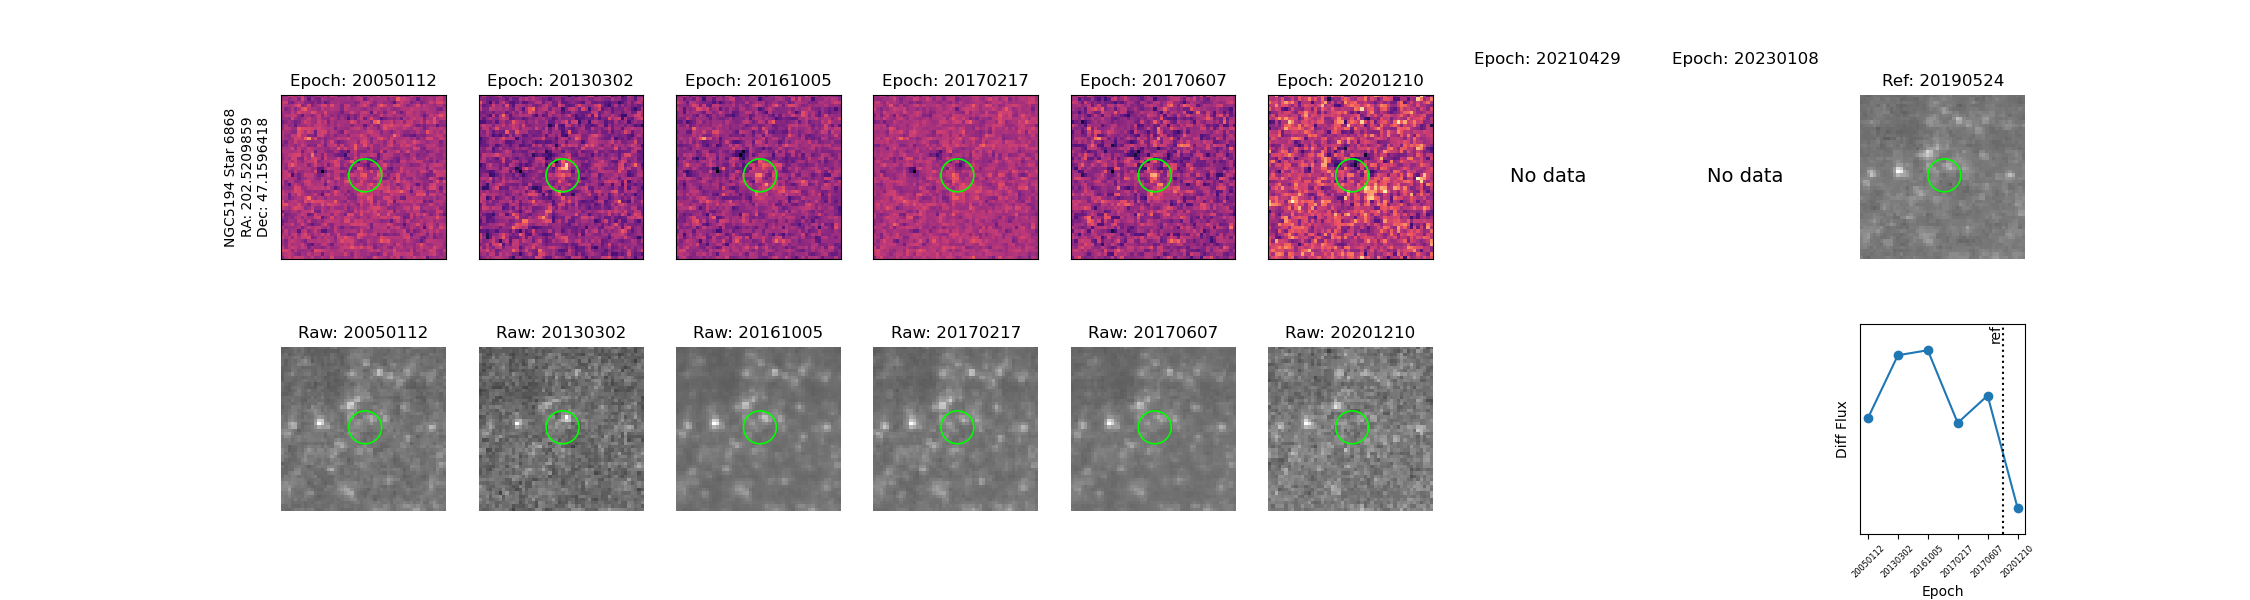 Epoch: 20050112
Epoch: 20130302
Epoch: 20161005
Epoch: 20170217
Epoch: 20170607
Epoch: 20201210
Epoch: 20210429
Epoch: 20230108
Ref: 20190524
NGC5194 Star 6868
RA: 202.5209859
Dec: 47.1596418
No data
No data
Raw: 20050112
Raw: 20130302
Raw: 20161005
Raw: 20170217
Raw: 20170607
Raw: 20201210
ref
Diff Flux
20050112
20130302
20161005
20170217
20170607
20201210
Epoch